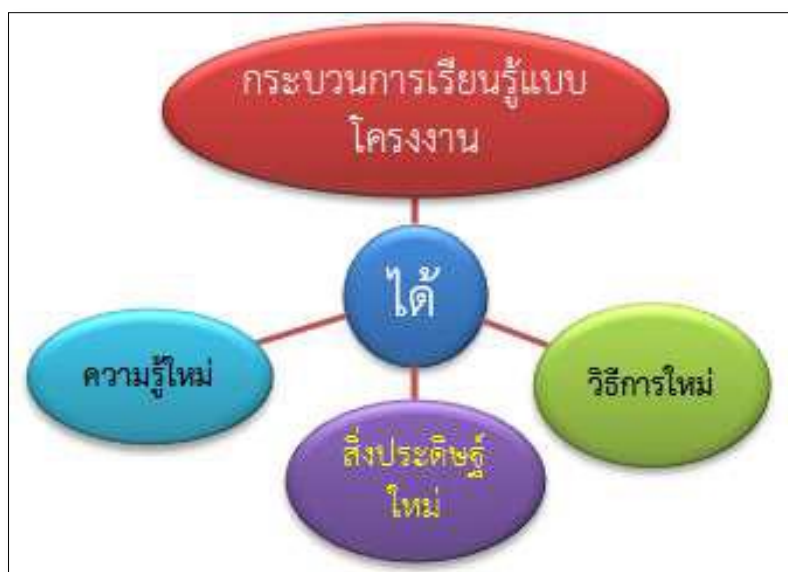 กระบวนการเรียนรู้แบบ
โครงงาน
ได้
ความรู้ใหม่
วิธีการใหม่
สิ่งประดิษฐ์
ใหม่